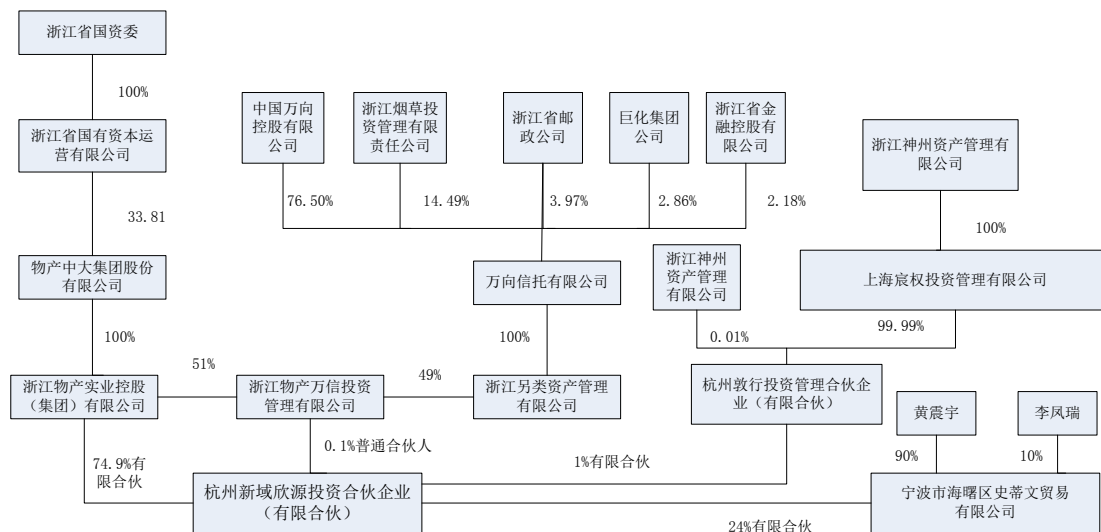 浙江省国资委
100%
浙江省国有资本运
营有限公司
33.81
物产中大集团股份
有限公司
100%
中国万向
控股有限
公司
浙江烟草投
资管理有限
责任公司
浙江省邮
政公司
巨化集团
公司
浙江省金
融控股有
限公司
76.50%
14.49%
3.97%
2.86%
2.18%
万向信托有限公司
100%
浙江神州资产管理有
限公司
100%
浙江神州
资产管理
有限公司
上海宸权投资管理有限公司
0.01%
99.99%
浙江物产实业控股
（集团）有限公司
51%
浙江物产万信投资
管理有限公司
49%
浙江另类资产管理
有限公司
杭州敦行投资管理合伙企
业（有限合伙）
黄震宇
李凤瑞
90%
10%
74.9%有
限合伙
0.1%普通合伙人
1%有限合伙
杭州新域欣源投资合伙企业
（有限合伙）
24%有限合伙
宁波市海曙区史蒂文贸易
有限公司